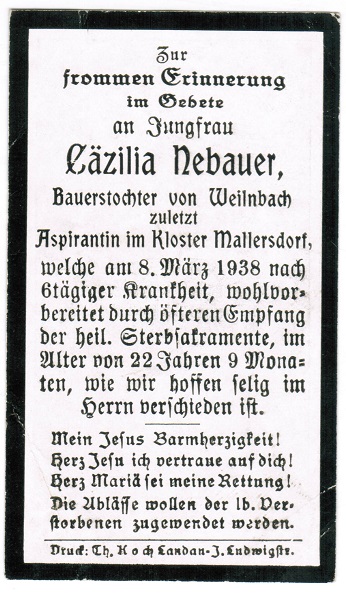 Zur
frommen Erinnerung
im Gebete
an Jungfrau
Cäzilia Nebauer,
Bauerstochter von Weilnbach
zuletzt
Aspirantin im Kloster Mallersdorf,
welche am 8. März 1938 nach
6tägiger Krankheit, wohlvor-
bereitet durch öfteren Empfang
der heil. Sterbsakramente, im
Alter von 22 Jahren 9 Mona-
ten, wie wir hoffen selig im
Herrn verschieden ist.
Mein Jesus Barmherzigkeit!
Herz Jesu ich vertraue auf dich!
Herz Mariä sei meine Rettung!
Die Ablässe wollen der lb. Ver-
storbenen zugewendet werden.
Druck: Th. Koch Landau-J. Ludwigstr.